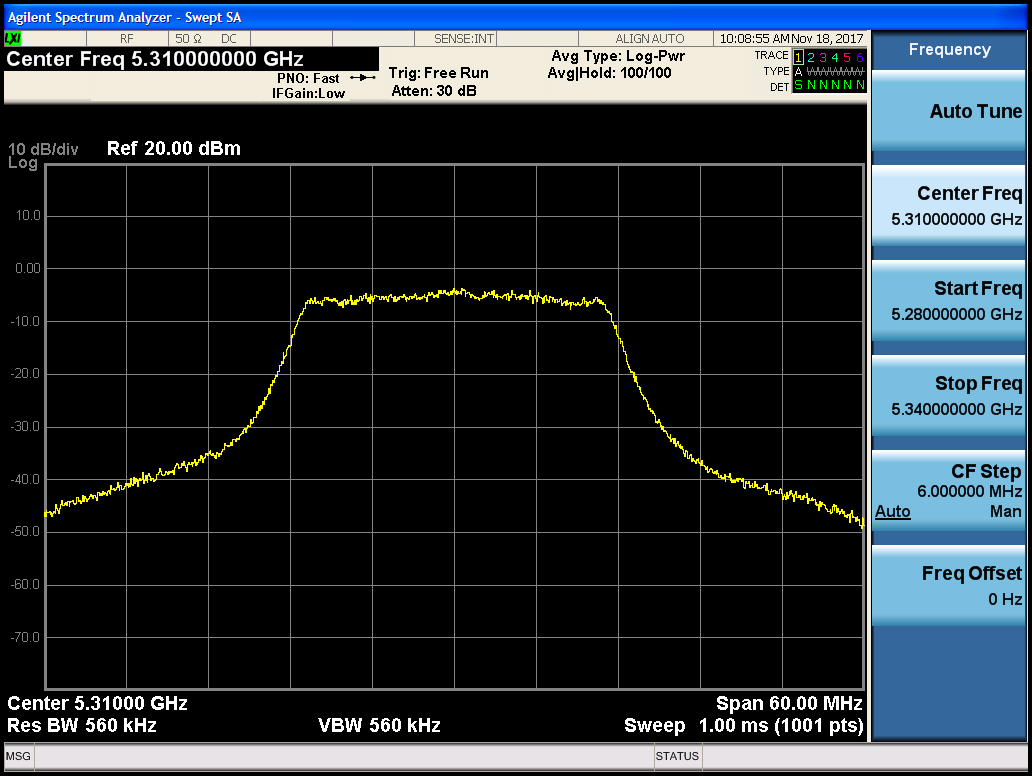 Agilent Spectrum Analyzer - Swept SA
LXI
RF
50 Ω
DC
SENSE:INT
ALIGN AUTO
10:08:55 AM Nov 18, 2017
Center Freq 5.310000000 GHz
PNO: Fast
IFGain:Low
Trig: Free Run
Atten: 30 dB
Avg Type: Log-Pwr
Avg|Hold: 100/100
TRACE 1 2 3 4 5 6
TYPE A WWWWW
DET S N N N N N
10 dB/div
Log
Ref 20.00 dBm
10.0
0.00
-10.0
-20.0
-30.0
-40.0
-50.0
-60.0
-70.0
Center 5.31000 GHz
Span 60.00 MHz
Res BW 560 kHz
VBW 560 kHz
Sweep 1.00 ms (1001 pts)
MSG
STATUS
Frequency
Auto Tune
Center Freq
5.310000000 GHz
Start Freq
5.280000000 GHz
Stop Freq
5.340000000 GHz
CF Step
6.000000 MHz
Auto Man
Freq Offset
0 Hz